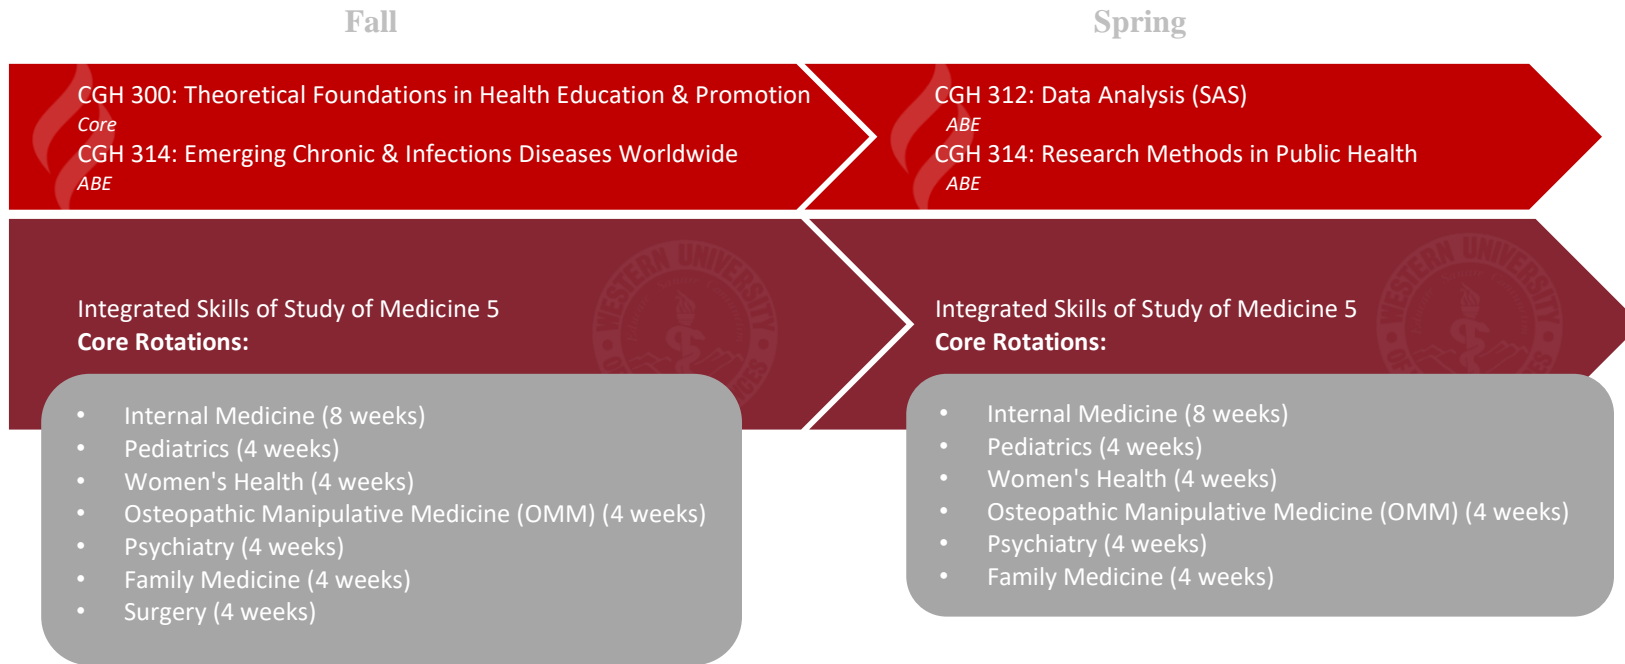 Fall
Spring
CGH 300: Theoretical Foundations in Health Education & Promotion
Core
CGH 314: Emerging Chronic & Infections Diseases Worldwide
ABE
CGH 312: Data Analysis (SAS)
ABE
CGH 314: Research Methods in Public Health
ABE
Integrated Skills of Study of Medicine 5
Core Rotations:
• Internal Medicine (8 weeks)
• Pediatrics (4 weeks)
• Women's Health (4 weeks)
• Osteopathic Manipulative Medicine (OMM) (4 weeks)
• Psychiatry (4 weeks)
• Family Medicine (4 weeks)
• Surgery (4 weeks)
WESTERN UNIVERSITY
Integrated Skills of Study of Medicine 5
Core Rotations:
• Internal Medicine (8 weeks)
• Pediatrics (4 weeks)
• Women's Health (4 weeks)
• Osteopathic Manipulative Medicine (OMM) (4 weeks)
• Psychiatry (4 weeks)
• Family Medicine (4 weeks)
WESTERN UNIVERSITY